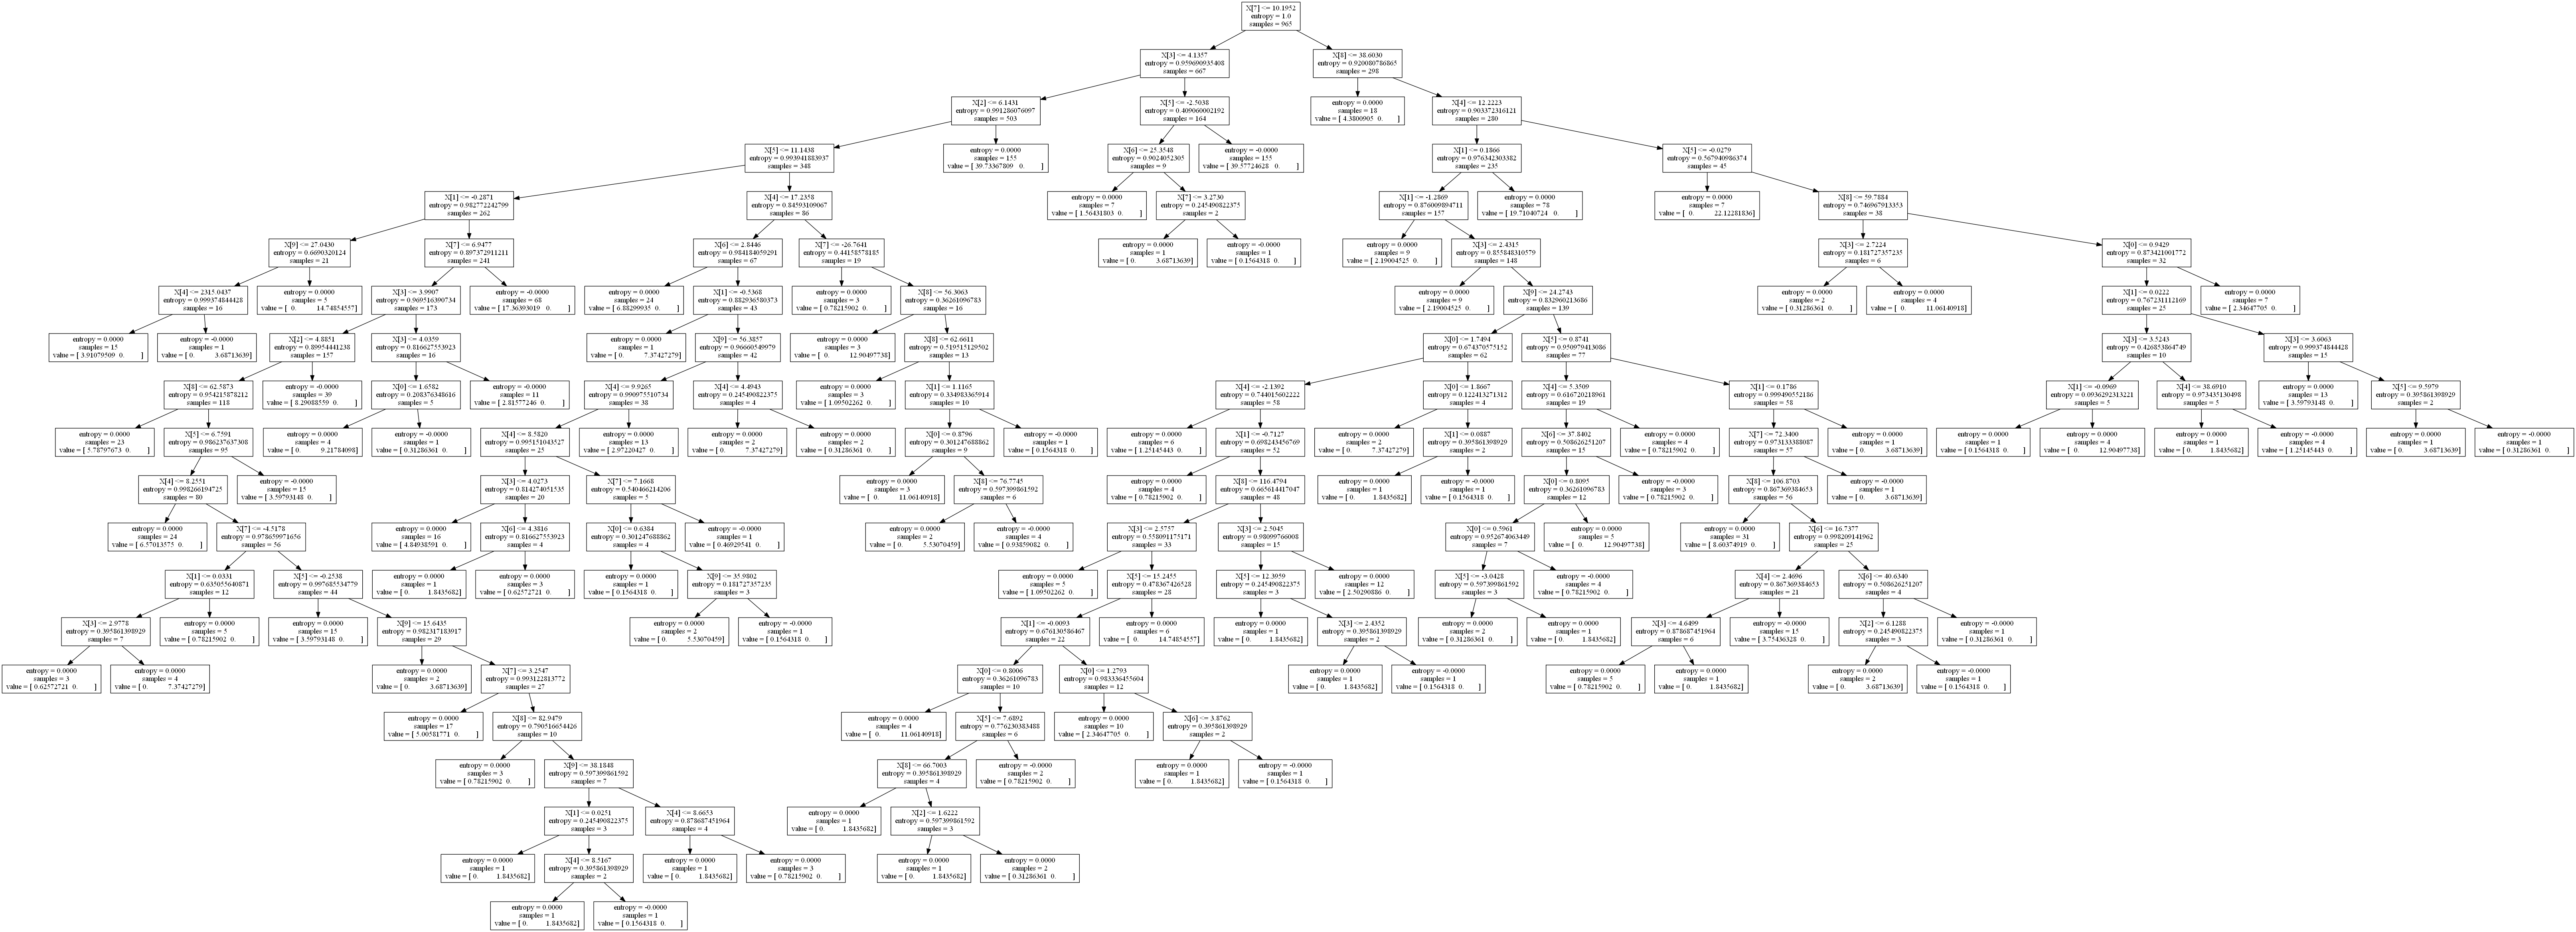 X[7] <= 10.1952
entropy = 1.0
samples = 965
X[3] <= 4.1357
entropy = 0.959690935408
samples = 667
X[8] <= 38.6030
entropy = 0.920080786865
samples = 298
X[2] <= 6.1431
entropy = 0.991286076097
samples = 503
X[5] <= -2.5038
entropy = 0.409060002192
samples = 164
entropy = 0.0000
samples = 18
value = [ 4.3800905 0. ]
X[4] <= 12.2223
entropy = 0.903372316121
samples = 280
X[5] <= 11.1438
entropy = 0.993941883937
samples = 348
entropy = 0.0000
samples = 155
value = [ 39.73367809 0. ]
X[6] <= 25.3548
entropy = 0.9024052305
samples = 9
entropy = -0.0000
samples = 155
value = [ 39.57724628 0. ]
X[1] <= 0.1866
entropy = 0.976342303382
samples = 235
X[5] <= -0.0279
entropy = 0.567940986374
samples = 45
X[1] <= -0.2871
entropy = 0.982772242799
samples = 262
X[4] <= 17.2358
entropy = 0.84593109067
samples = 86
entropy = 0.0000
samples = 7
value = [ 1.56431803 0. ]
X[7] <= 3.2730
entropy = 0.245490822375
samples = 2
X[1] <= -1.2869
entropy = 0.876009894711
samples = 157
entropy = 0.0000
samples = 78
value = [ 19.71040724 0. ]
entropy = 0.0000
samples = 7
value = [ 0. 22.12281836]
X[8] <= 59.7884
entropy = 0.746967913353
samples = 38
X[9] <= 27.0430
entropy = 0.6690320124
samples = 21
X[7] <= 6.9477
entropy = 0.897372911211
samples = 241
X[6] <= 2.8446
entropy = 0.984184059291
samples = 67
X[7] <= -26.7641
entropy = 0.44158578185
samples = 19
entropy = 0.0000
samples = 1
value = [ 0. 3.68713639]
entropy = -0.0000
samples = 1
value = [ 0.1564318 0. ]
entropy = 0.0000
samples = 9
value = [ 2.19004525 0. ]
X[3] <= 2.4315
entropy = 0.855848310579
samples = 148
X[3] <= 2.7224
entropy = 0.181727357235
samples = 6
X[0] <= 0.9429
entropy = 0.873421001772
samples = 32
X[4] <= 2315.0437
entropy = 0.999374844428
samples = 16
entropy = 0.0000
samples = 5
value = [ 0. 14.74854557]
X[3] <= 3.9907
entropy = 0.969516390734
samples = 173
entropy = -0.0000
samples = 68
value = [ 17.36393019 0. ]
entropy = 0.0000
samples = 24
value = [ 6.88299935 0. ]
X[1] <= -0.5368
entropy = 0.882936580373
samples = 43
entropy = 0.0000
samples = 3
value = [ 0.78215902 0. ]
X[8] <= 56.3063
entropy = 0.36261096783
samples = 16
entropy = 0.0000
samples = 9
value = [ 2.19004525 0. ]
X[9] <= 24.2743
entropy = 0.832960213686
samples = 139
entropy = 0.0000
samples = 2
value = [ 0.31286361 0. ]
entropy = 0.0000
samples = 4
value = [ 0. 11.06140918]
X[1] <= 0.0222
entropy = 0.767231112169
samples = 25
entropy = 0.0000
samples = 7
value = [ 2.34647705 0. ]
entropy = 0.0000
samples = 15
value = [ 3.91079509 0. ]
entropy = -0.0000
samples = 1
value = [ 0. 3.68713639]
X[2] <= 4.8851
entropy = 0.89954441238
samples = 157
X[3] <= 4.0359
entropy = 0.816627553923
samples = 16
entropy = 0.0000
samples = 1
value = [ 0. 7.37427279]
X[9] <= 56.3857
entropy = 0.96660549979
samples = 42
entropy = 0.0000
samples = 3
value = [ 0. 12.90497738]
X[8] <= 62.6611
entropy = 0.519515129502
samples = 13
X[0] <= 1.7494
entropy = 0.674370575152
samples = 62
X[5] <= 0.8741
entropy = 0.950979413086
samples = 77
X[3] <= 3.5243
entropy = 0.426853864749
samples = 10
X[3] <= 3.6063
entropy = 0.999374844428
samples = 15
X[8] <= 62.5873
entropy = 0.954215878212
samples = 118
entropy = -0.0000
samples = 39
value = [ 8.29088559 0. ]
X[0] <= 1.6582
entropy = 0.208376348616
samples = 5
entropy = -0.0000
samples = 11
value = [ 2.81577246 0. ]
X[4] <= 9.9265
entropy = 0.990975510734
samples = 38
X[4] <= 4.4943
entropy = 0.245490822375
samples = 4
entropy = 0.0000
samples = 3
value = [ 1.09502262 0. ]
X[1] <= 1.1165
entropy = 0.334983365914
samples = 10
X[4] <= -2.1392
entropy = 0.744015602222
samples = 58
X[0] <= 1.8667
entropy = 0.122413271312
samples = 4
X[4] <= 5.3509
entropy = 0.616720218961
samples = 19
X[1] <= 0.1786
entropy = 0.999490552186
samples = 58
X[1] <= -0.0969
entropy = 0.0936292313221
samples = 5
X[4] <= 38.6910
entropy = 0.973435130498
samples = 5
entropy = 0.0000
samples = 13
value = [ 3.59793148 0. ]
X[5] <= 9.5979
entropy = 0.395861398929
samples = 2
entropy = 0.0000
samples = 23
value = [ 5.78797673 0. ]
X[5] <= 6.7591
entropy = 0.986237637308
samples = 95
entropy = 0.0000
samples = 4
value = [ 0. 9.21784098]
entropy = -0.0000
samples = 1
value = [ 0.31286361 0. ]
X[4] <= 8.5820
entropy = 0.995151043527
samples = 25
entropy = 0.0000
samples = 13
value = [ 2.97220427 0. ]
entropy = 0.0000
samples = 2
value = [ 0. 7.37427279]
entropy = 0.0000
samples = 2
value = [ 0.31286361 0. ]
X[0] <= 0.8796
entropy = 0.301247688862
samples = 9
entropy = -0.0000
samples = 1
value = [ 0.1564318 0. ]
entropy = 0.0000
samples = 6
value = [ 1.25145443 0. ]
X[1] <= -0.7127
entropy = 0.698243456769
samples = 52
entropy = 0.0000
samples = 2
value = [ 0. 7.37427279]
X[1] <= 0.0887
entropy = 0.395861398929
samples = 2
X[6] <= 37.8402
entropy = 0.508626251207
samples = 15
entropy = 0.0000
samples = 4
value = [ 0.78215902 0. ]
X[7] <= 72.3400
entropy = 0.973133388087
samples = 57
entropy = 0.0000
samples = 1
value = [ 0. 3.68713639]
entropy = 0.0000
samples = 1
value = [ 0.1564318 0. ]
entropy = 0.0000
samples = 4
value = [ 0. 12.90497738]
entropy = 0.0000
samples = 1
value = [ 0. 1.8435682]
entropy = -0.0000
samples = 4
value = [ 1.25145443 0. ]
entropy = 0.0000
samples = 1
value = [ 0. 3.68713639]
entropy = -0.0000
samples = 1
value = [ 0.31286361 0. ]
X[4] <= 8.2551
entropy = 0.998266194725
samples = 80
entropy = -0.0000
samples = 15
value = [ 3.59793148 0. ]
X[3] <= 4.0273
entropy = 0.814274051535
samples = 20
X[7] <= 7.1668
entropy = 0.540466214206
samples = 5
entropy = 0.0000
samples = 3
value = [ 0. 11.06140918]
X[8] <= 76.7745
entropy = 0.597399861592
samples = 6
entropy = 0.0000
samples = 4
value = [ 0.78215902 0. ]
X[8] <= 116.4794
entropy = 0.665614417047
samples = 48
entropy = 0.0000
samples = 1
value = [ 0. 1.8435682]
entropy = -0.0000
samples = 1
value = [ 0.1564318 0. ]
X[0] <= 0.8095
entropy = 0.36261096783
samples = 12
entropy = -0.0000
samples = 3
value = [ 0.78215902 0. ]
X[8] <= 106.8703
entropy = 0.867369384653
samples = 56
entropy = -0.0000
samples = 1
value = [ 0. 3.68713639]
entropy = 0.0000
samples = 24
value = [ 6.57013575 0. ]
X[7] <= -4.5178
entropy = 0.978659971656
samples = 56
entropy = 0.0000
samples = 16
value = [ 4.84938591 0. ]
X[6] <= 4.3816
entropy = 0.816627553923
samples = 4
X[0] <= 0.6384
entropy = 0.301247688862
samples = 4
entropy = -0.0000
samples = 1
value = [ 0.46929541 0. ]
entropy = 0.0000
samples = 2
value = [ 0. 5.53070459]
entropy = -0.0000
samples = 4
value = [ 0.93859082 0. ]
X[3] <= 2.5757
entropy = 0.558091175171
samples = 33
X[3] <= 2.5045
entropy = 0.98099766008
samples = 15
X[0] <= 0.5961
entropy = 0.952674063449
samples = 7
entropy = 0.0000
samples = 5
value = [ 0. 12.90497738]
entropy = 0.0000
samples = 31
value = [ 8.60374919 0. ]
X[6] <= 16.7377
entropy = 0.998209141962
samples = 25
X[1] <= 0.0331
entropy = 0.635055640871
samples = 12
X[5] <= -0.2538
entropy = 0.997685534779
samples = 44
entropy = 0.0000
samples = 1
value = [ 0. 1.8435682]
entropy = 0.0000
samples = 3
value = [ 0.62572721 0. ]
entropy = 0.0000
samples = 1
value = [ 0.1564318 0. ]
X[9] <= 35.9802
entropy = 0.181727357235
samples = 3
entropy = 0.0000
samples = 5
value = [ 1.09502262 0. ]
X[5] <= 15.2455
entropy = 0.478367426528
samples = 28
X[5] <= 12.3959
entropy = 0.245490822375
samples = 3
entropy = 0.0000
samples = 12
value = [ 2.50290886 0. ]
X[5] <= -3.0428
entropy = 0.597399861592
samples = 3
entropy = -0.0000
samples = 4
value = [ 0.78215902 0. ]
X[4] <= 2.4696
entropy = 0.867369384653
samples = 21
X[6] <= 40.6340
entropy = 0.508626251207
samples = 4
X[3] <= 2.9778
entropy = 0.395861398929
samples = 7
entropy = 0.0000
samples = 5
value = [ 0.78215902 0. ]
entropy = 0.0000
samples = 15
value = [ 3.59793148 0. ]
X[9] <= 15.6435
entropy = 0.982317183917
samples = 29
entropy = 0.0000
samples = 2
value = [ 0. 5.53070459]
entropy = -0.0000
samples = 1
value = [ 0.1564318 0. ]
X[1] <= -0.0093
entropy = 0.676130586467
samples = 22
entropy = 0.0000
samples = 6
value = [ 0. 14.7485455‎7]
entropy = 0.0000
samples = 1
value = [ 0. 1.8435682]
X[3] <= 2.4352
entropy = 0.395861398929
samples = 2
entropy = 0.0000
samples = 2
value = [ 0.31286361 0. ]
entropy = 0.0000
samples = 1
value = [ 0. 1.8435682]
X[3] <= 4.6499
entropy = 0.878687451964
samples = 6
entropy = -0.0000
samples = 15
value = [ 3.75436328 0. ]
X[2] <= 6.1288
entropy = 0.245490822375
samples = 3
entropy = -0.0000
samples = 1
value = [ 0.31286361 0. ]
entropy = 0.0000
samples = 3
value = [ 0.62572721 0. ]
entropy = 0.0000
samples = 4
value = [ 0. 7.37427279]
entropy = 0.0000
samples = 2
value = [ 0. 3.68713639]
X[7] <= 3.2547
entropy = 0.993122813772
samples = 27
X[0] <= 0.8006
entropy = 0.36261096783
samples = 10
X[0] <= 1.2793
entropy = 0.983336455604
samples = 12
entropy = 0.0000
samples = 1
value = [ 0. 1.8435682]
entropy = -0.0000
samples = 1
value = [ 0.1564318 0. ]
entropy = 0.0000
samples = 5
value = [ 0.78215902 0. ]
entropy = 0.0000
samples = 1
value = [ 0. 1.8435682]
entropy = 0.0000
samples = 2
value = [ 0. 3.68713639]
entropy = -0.0000
samples = 1
value = [ 0.1564318 0. ]
entropy = 0.0000
samples = 17
value = [ 5.00581771 0. ]
X[8] <= 82.9479
entropy = 0.790516654426
samples = 10
entropy = 0.0000
samples = 4
value = [ 0. 11.06140918]
X[5] <= 7.6892
entropy = 0.776230383488
samples = 6
entropy = 0.0000
samples = 10
value = [ 2.34647705 0. ]
X[6] <= 3.8762
entropy = 0.395861398929
samples = 2
entropy = 0.0000
samples = 3
value = [ 0.78215902 0. ]
X[9] <= 38.1848
entropy = 0.597399861592
samples = 7
X[8] <= 66.7003
entropy = 0.395861398929
samples = 4
entropy = -0.0000
samples = 2
value = [ 0.78215902 0. ]
entropy = 0.0000
samples = 1
value = [ 0. 1.8435682]
entropy = -0.0000
samples = 1
value = [ 0.1564318 0. ]
X[1] <= 0.0251
entropy = 0.245490822375
samples = 3
X[4] <= 8.6653
entropy = 0.878687451964
samples = 4
entropy = 0.0000
samples = 1
value = [ 0. 1.8435682]
X[2] <= 1.6222
entropy = 0.597399861592
samples = 3
entropy = 0.0000
samples = 1
value = [ 0. 1.8435682]
X[4] <= 8.5167
entropy = 0.395861398929
samples = 2
entropy = 0.0000
samples = 1
value = [ 0. 1.8435682]
entropy = 0.0000
samples = 3
value = [ 0.78215902 0. ]
entropy = 0.0000
samples = 1
value = [ 0. 1.8435682]
entropy = 0.0000
samples = 2
value = [ 0.31286361 0. ]
entropy = 0.0000
samples = 1
value = [ 0. 1.8435682]
entropy = -0.0000
samples = 1
value = [ 0.1564318 0. ]